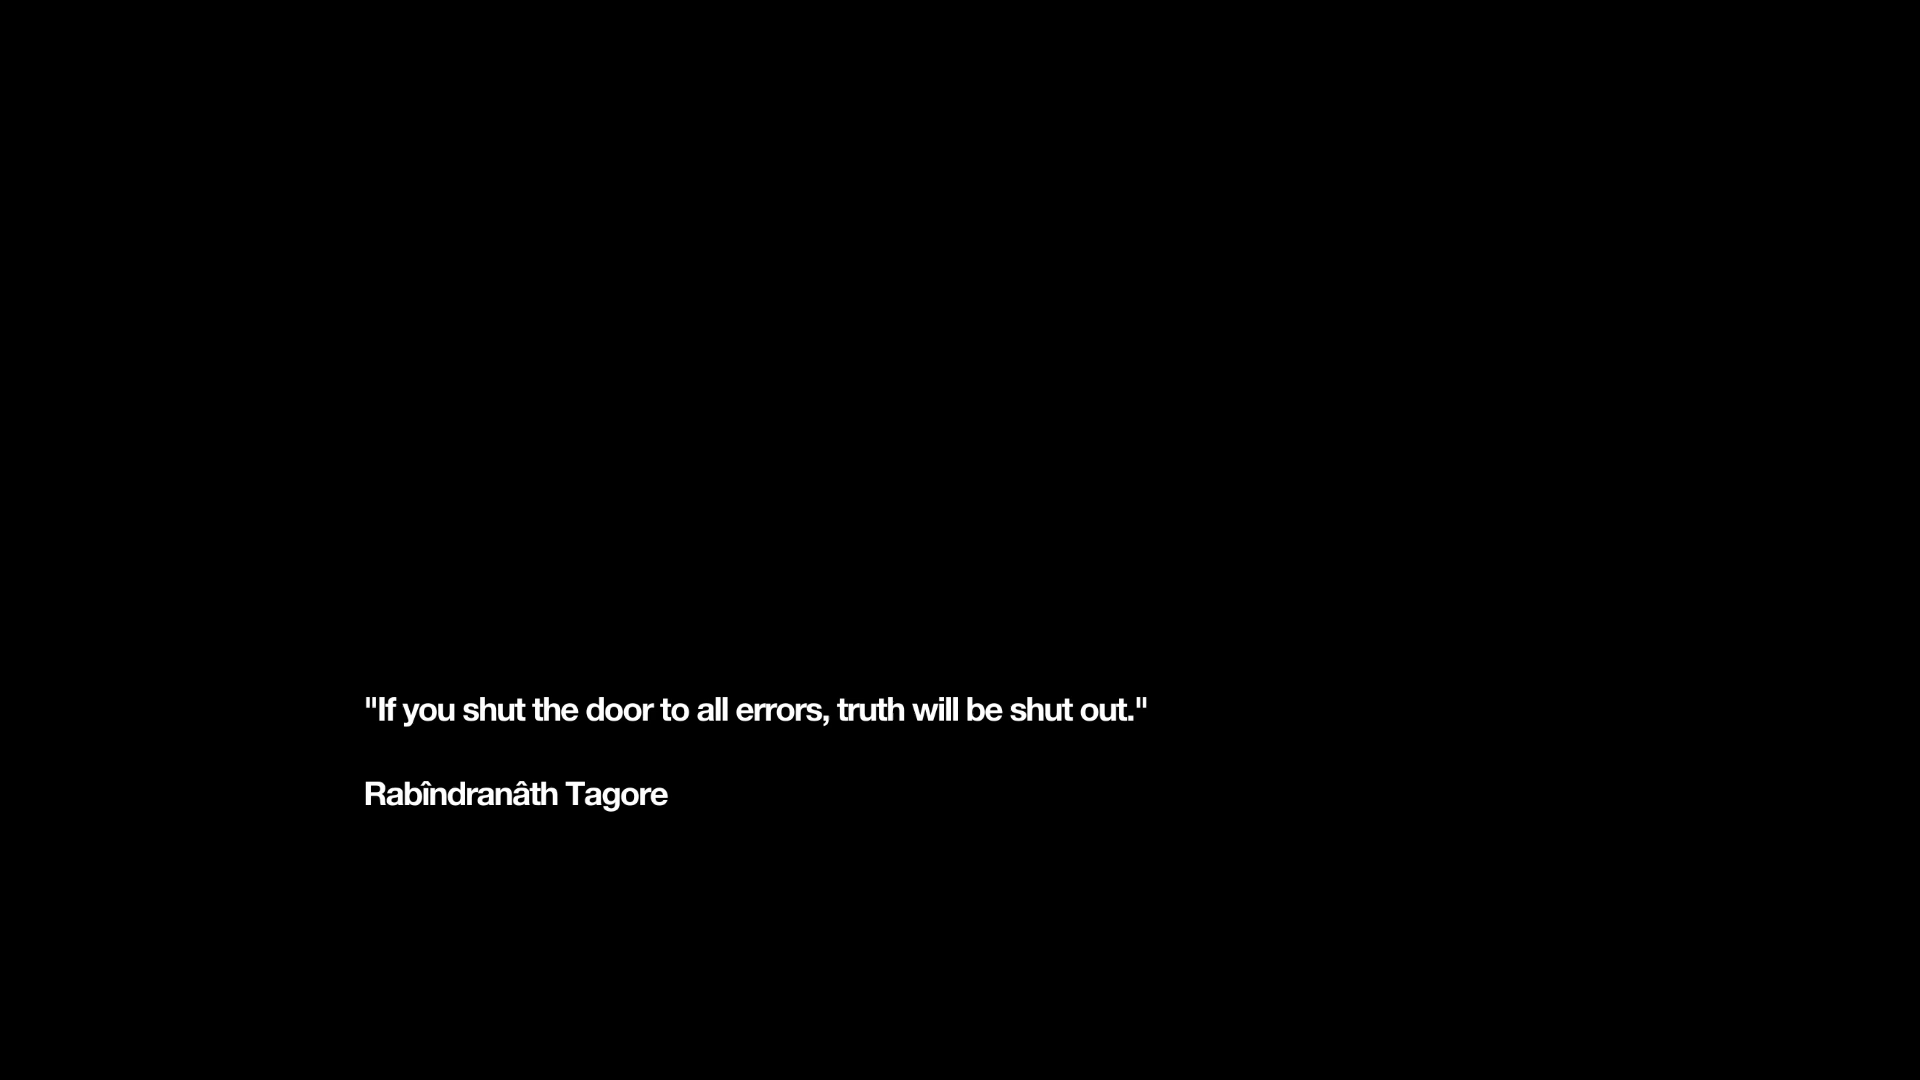 "If you shut the door to all errors, truth will be shut out."
Rabîndranâth Tagore